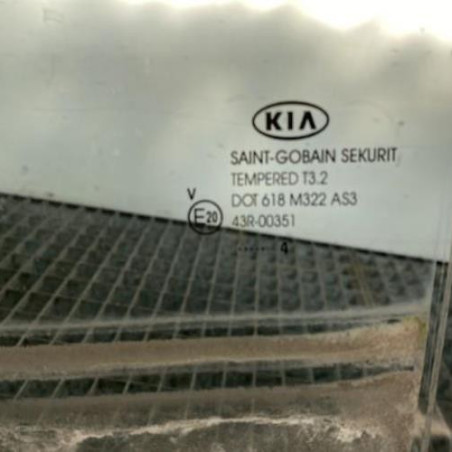 KIA
SAINT-GOBAIN SEKURIT
TEMPERED T3.2
DOT 618 M322 AS3
V
E20
43R-00351
...... 4